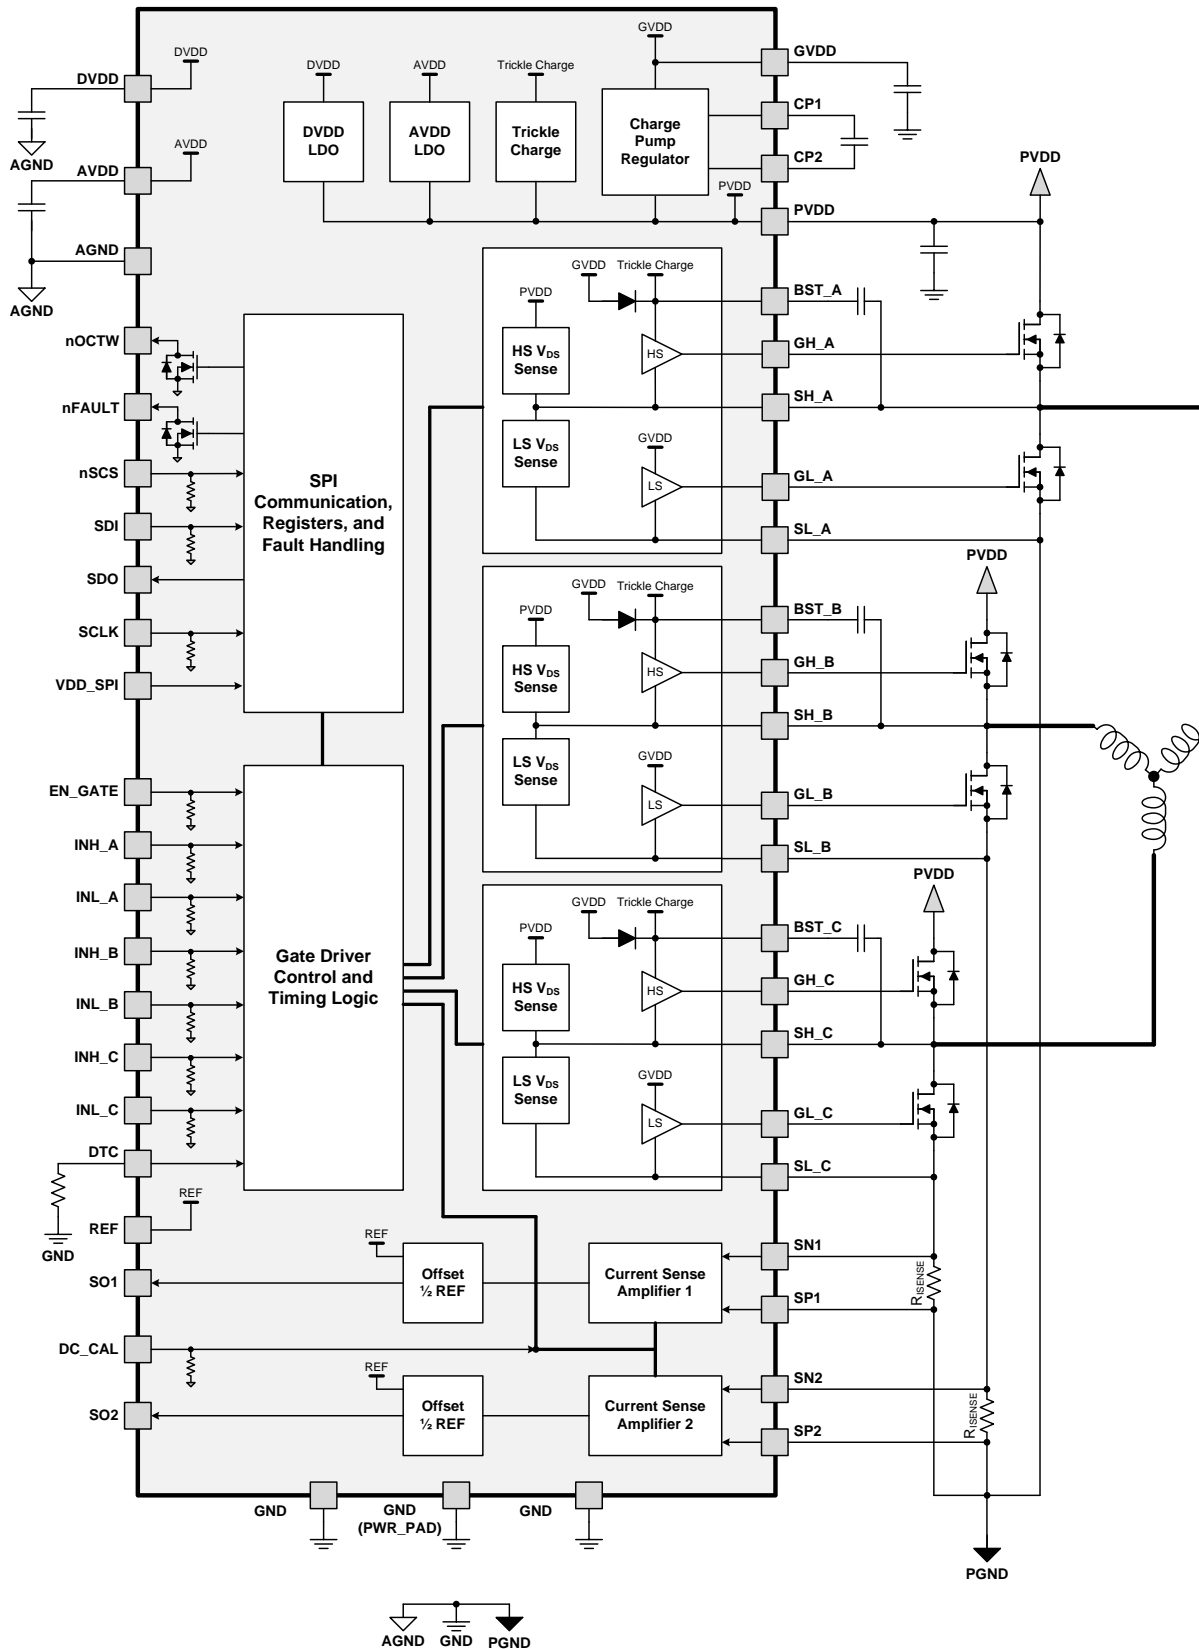 GVDD
DVDD
DVDD
GVDD
DVDD
AVDD
Trickle Charge
CP1
DVDD
LDO
AVDD
LDO
Trickle
Charge
Charge
Pump
Regulator
AGND
AVDD
CP2
PVDD
AVDD
PVDD
PVDD
AGND
AGND
GVDD
Trickle Charge
BST_A
PVDD
HS VDS
Sense
HS
GH_A
SH_A
LS VDS
Sense
GVDD
LS
GL_A
SL_A
nOCTW
nFAULT
nSCS
SDI
SDO
SCLK
VDD_SPI
SPI
Communication,
Registers, and
Fault Handling
PVDD
GVDD
Trickle Charge
BST_B
PVDD
HS VDS
Sense
HS
GH_B
SH_B
LS VDS
Sense
GVDD
LS
GL_B
SL_B
EN_GATE
INH_A
INL_A
INH_B
INL_B
INH_C
INL_C
DTC
GND
Gate Driver
Control and
Timing Logic
PVDD
GVDD
Trickle Charge
BST_C
PVDD
HS VDS
Sense
HS
GH_C
SH_C
LS VDS
Sense
GVDD
LS
GL_C
SL_C
REF
REF
REF
SO1
Offset
½ REF
Current Sense
Amplifier 1
SN1
SP1
RISENSE
DC_CAL
REF
SO2
Offset
½ REF
Current Sense
Amplifier 2
SN2
SP2
RISENSE
GND
GND
(PWR_PAD)
GND
PGND
AGND
GND
PGND